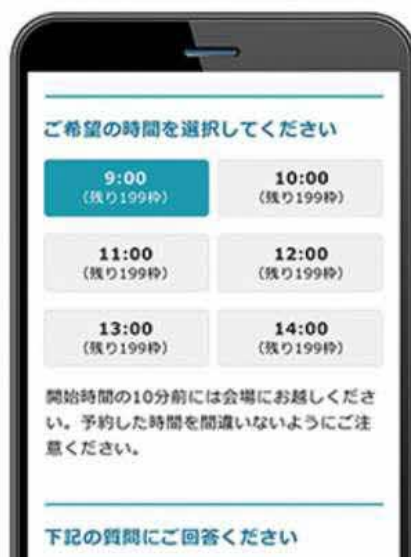 ご希望の時間を選択してください
9:00
（残り199枠）
10:00
（残り199枠）
11:00
（残り199枠）
12:00
（残り199枠）
13:00
（残り199枠）
14:00
（残り199枠）
開始時間の10分前には会場にお越しくださ
い。予約した時間を間違いないようにご注
意ください。
下記の質問にご回答ください